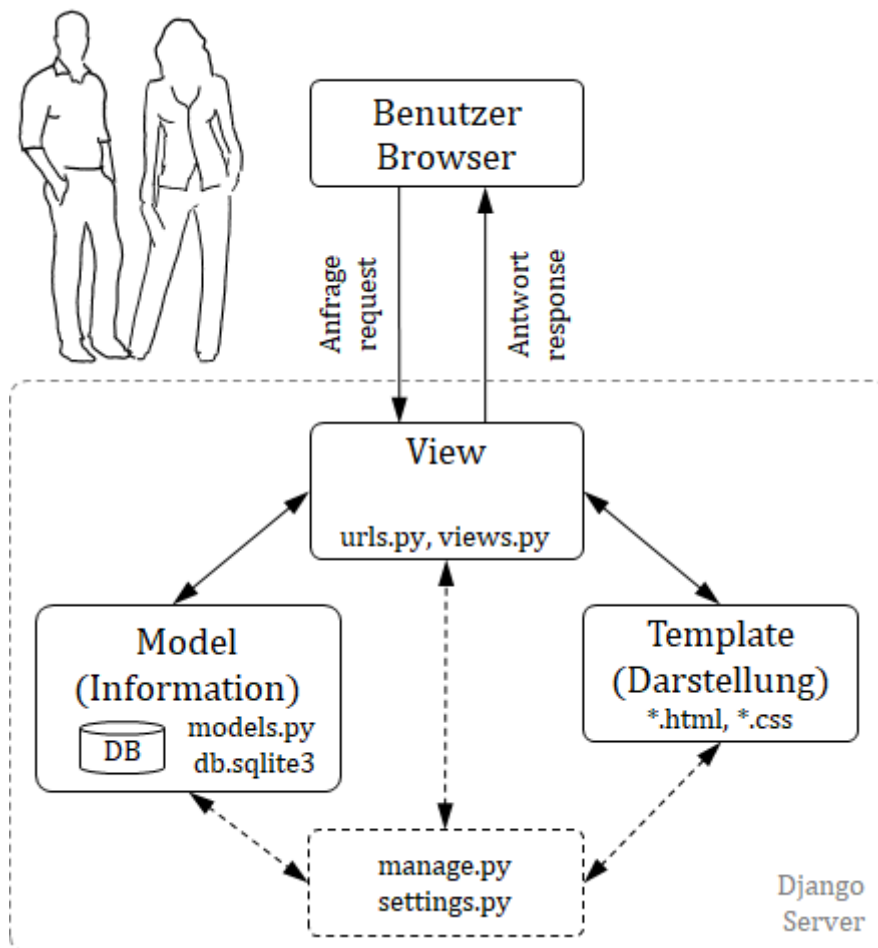 Benutzer
Browser
Anfrage
request
Antwort
response
View
urls.py, views.py
Model
(Information)
DB
models.py
db.sqlite3
Template
(Darstellung)
*.html, *.css
manage.py
settings.py
Django
Server